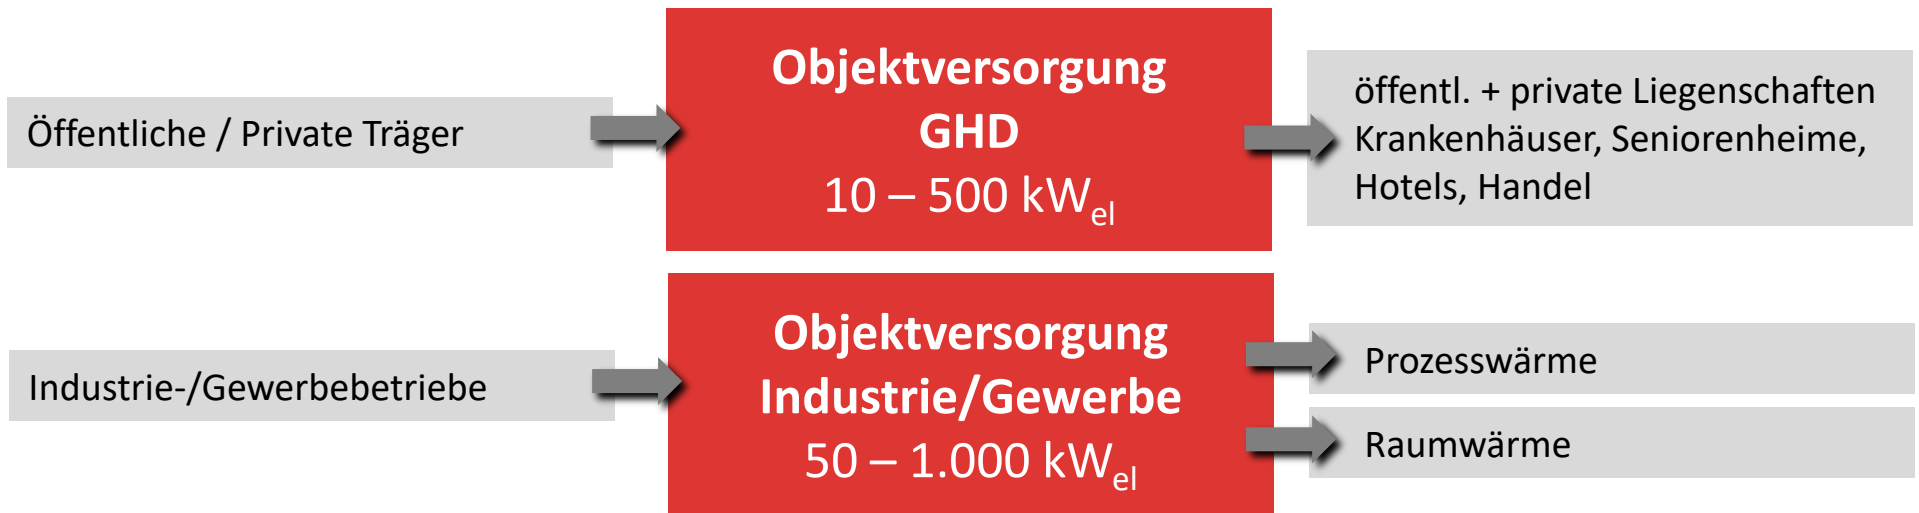 Öffentliche / Private Träger
Objektversorgung
GHD
10 – 500 kWel
öffentl. + private Liegenschaften
Krankenhäuser, Seniorenheime,
Hotels, Handel
Industrie-/Gewerbebetriebe
Objektversorgung
Industrie/Gewerbe
50 – 1.000 kWel
Prozesswärme
Raumwärme